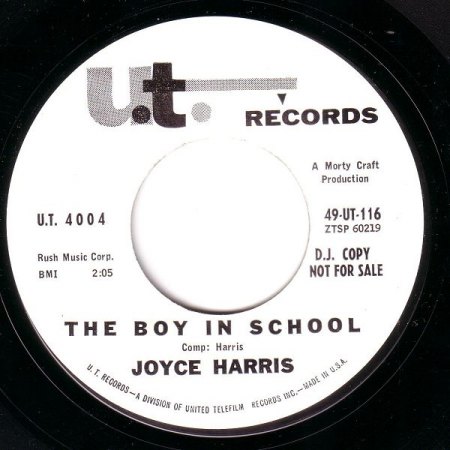 u.t.
RECORDS
A Morty Craft
Production
U.T. 4004
49-UT-116
ZTSP 60219
Rush Music Corp.
BMI 2:05
D.J. COPY
NOT FOR SALE
THE BOY IN SCHOOL
Comp: Harris
JOYCE HARRIS
U.T. RECORDS—A DIVISION OF UNITED TELEFILM RECORDS INC.—MADE IN U.S.A.